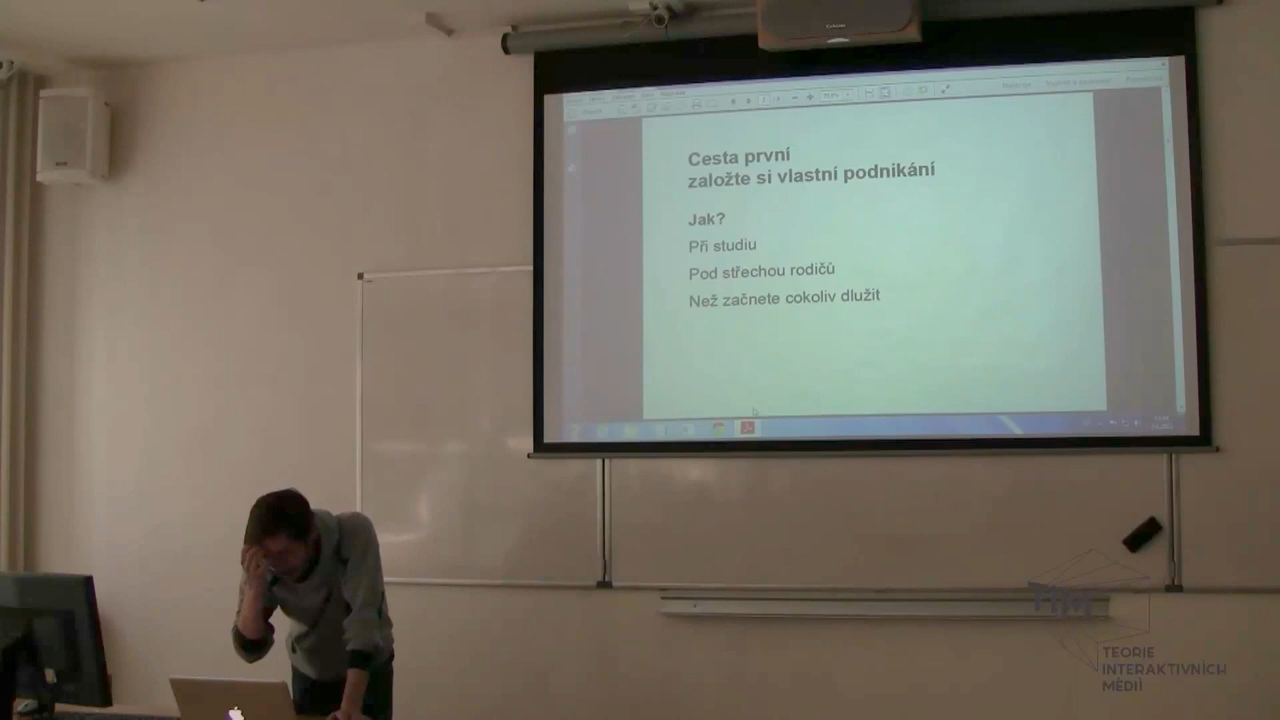 Cesta první
založte si vlastní podnikání
Jak?
Při studiu
Pod střechou rodičů
Než začnete cokoliv dlužit
TEORIE
INTERAKTIVNÍCH
MÉDIÍ